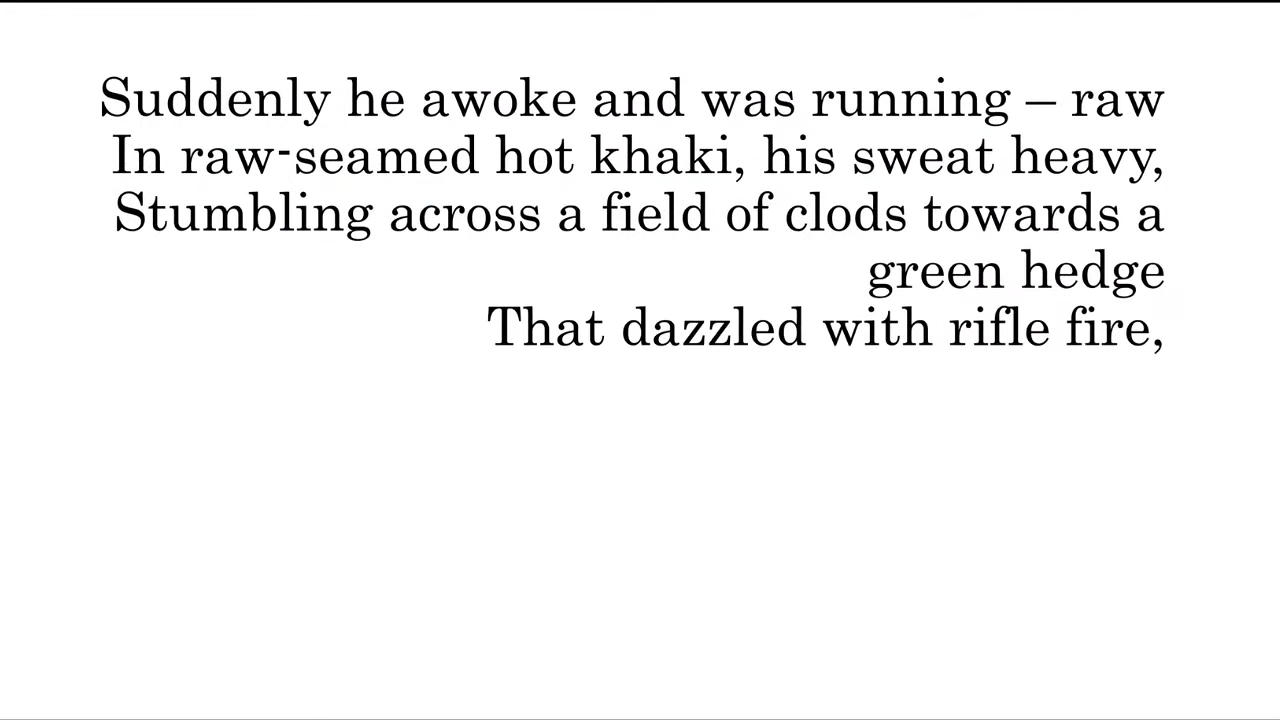 Suddenly he awoke and was running – raw
In raw-seamed hot khaki, his sweat heavy,
Stumbling across a field of clods towards a
green hedge
That dazzled with rifle fire,